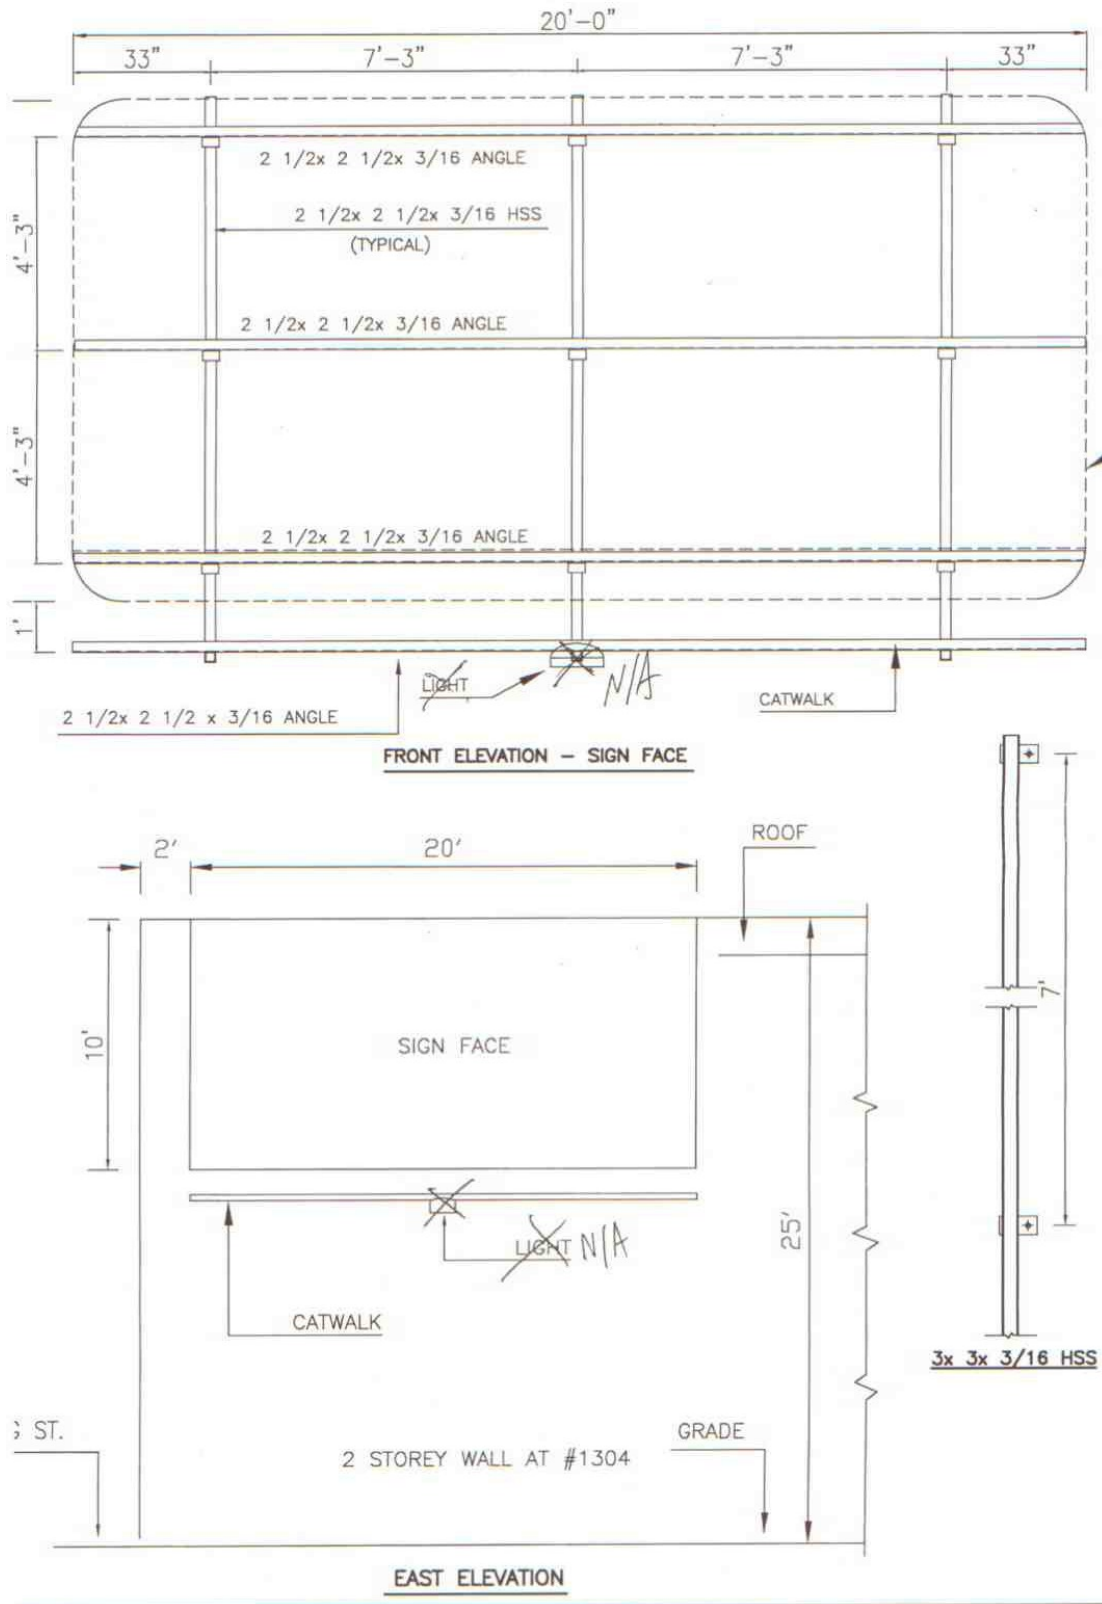 20'-0"
33" 7'-3" 7'-3" 33"
2 1/2x 2 1/2x 3/16 ANGLE
2 1/2x 2 1/2x 3/16 HSS
(TYPICAL)
4'-3"
2 1/2x 2 1/2x 3/16 ANGLE
4'-3"
2 1/2x 2 1/2x 3/16 ANGLE
1'
LIGHT N/A
CATWALK
2 1/2x 2 1/2 x 3/16 ANGLE
FRONT ELEVATION – SIGN FACE
2' 20'
ROOF
10'
SIGN FACE
7'
25'
LIGHT N/A
CATWALK
3x 3x 3/16 HSS
ST.
GRADE
2 STOREY WALL AT #1304
EAST ELEVATION